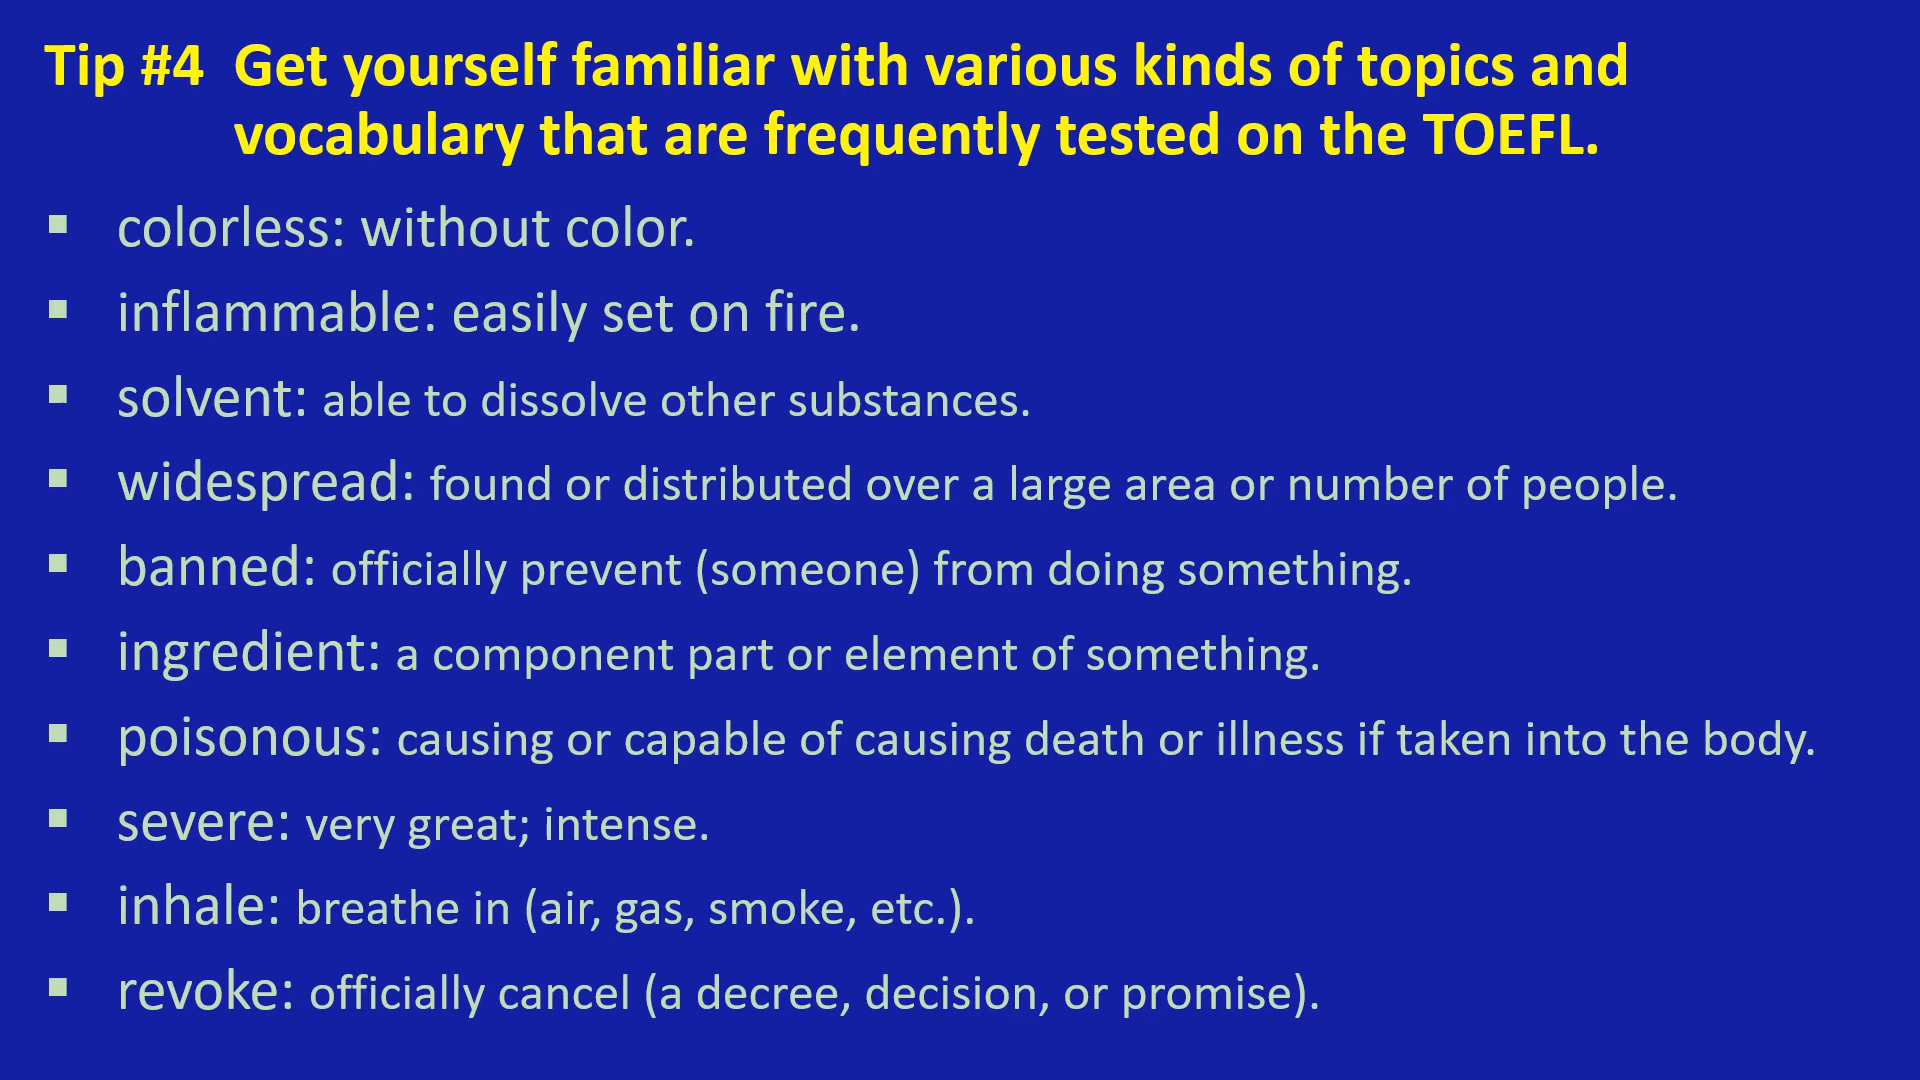 Tip #4 Get yourself familiar with various kinds of topics and
vocabulary that are frequently tested on the TOEFL.
▪ colorless: without color.
▪ inflammable: easily set on fire.
▪ solvent: able to dissolve other substances.
▪ widespread: found or distributed over a large area or number of people.
▪ banned: officially prevent (someone) from doing something.
▪ ingredient: a component part or element of something.
▪ poisonous: causing or capable of causing death or illness if taken into the body.
▪ severe: very great; intense.
▪ inhale: breathe in (air, gas, smoke, etc.).
▪ revoke: officially cancel (a decree, decision, or promise).